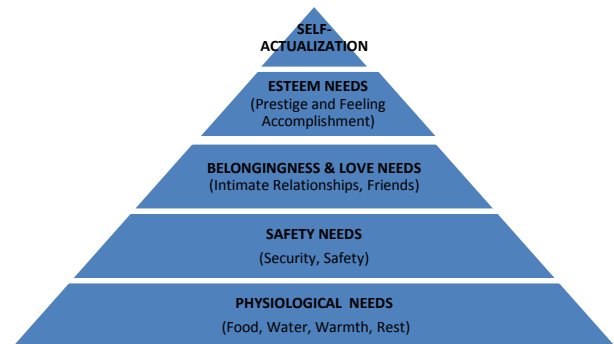 SELF-
ACTUALIZATION
ESTEEM NEEDS
(Prestige and Feeling
Accomplishment)
BELONGINGNESS & LOVE NEEDS
(Intimate Relationships, Friends)
SAFETY NEEDS
(Security, Safety)
PHYSIOLOGICAL NEEDS
(Food, Water, Warmth, Rest)